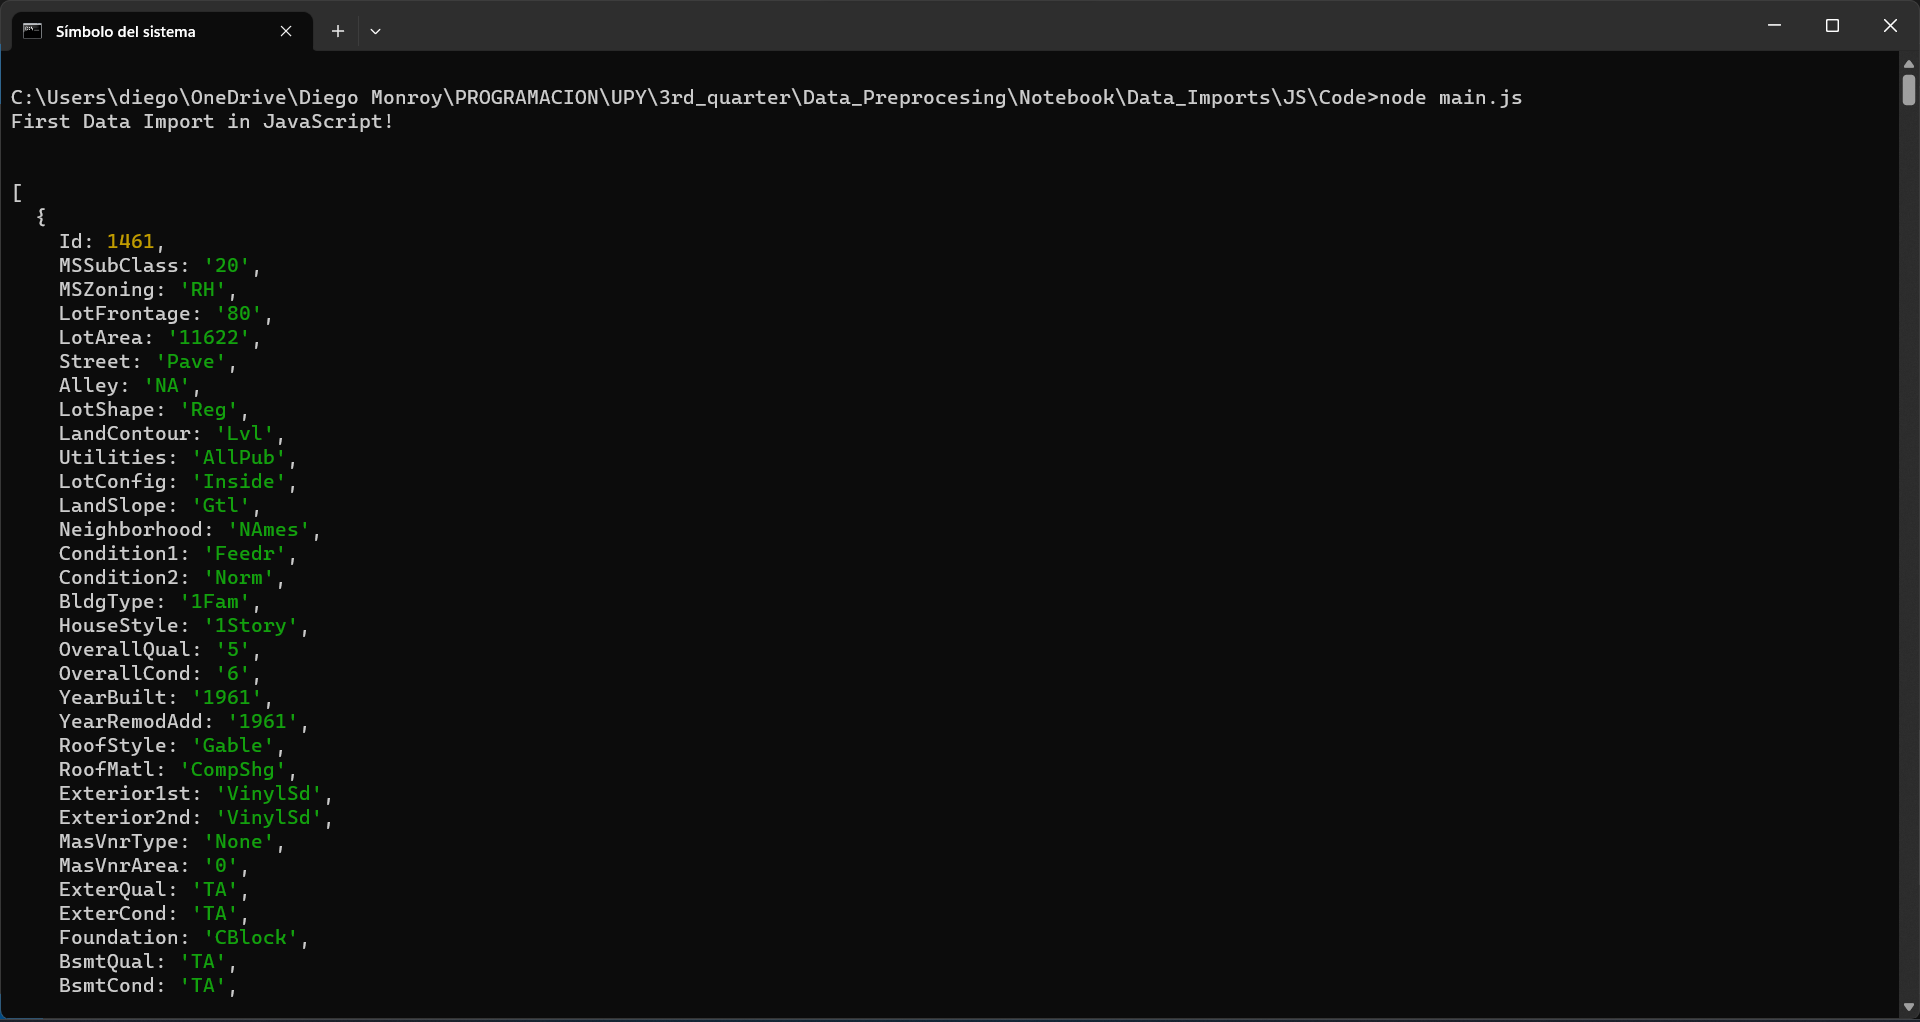 Símbolo del sistema
C:\Users\diego\OneDrive\Diego Monroy\PROGRAMACION\UPY\3rd_quarter\Data_Preprocesing\Notebook\Data_Imports\JS\Code>node main.js
First Data Import in JavaScript!
[
  {
    Id: 1461,
    MSSubClass: '20',
    MSZoning: 'RH',
    LotFrontage: '80',
    LotArea: '11622',
    Street: 'Pave',
    Alley: 'NA',
    LotShape: 'Reg',
    LandContour: 'Lvl',
    Utilities: 'AllPub',
    LotConfig: 'Inside',
    LandSlope: 'Gtl',
    Neighborhood: 'NAmes',
    Condition1: 'Feedr',
    Condition2: 'Norm',
    BldgType: '1Fam',
    HouseStyle: '1Story',
    OverallQual: '5',
    OverallCond: '6',
    YearBuilt: '1961',
    YearRemodAdd: '1961',
    RoofStyle: 'Gable',
    RoofMatl: 'CompShg',
    Exterior1st: 'VinylSd',
    Exterior2nd: 'VinylSd',
    MasVnrType: 'None',
    MasVnrArea: '0',
    ExterQual: 'TA',
    ExterCond: 'TA',
    Foundation: 'CBlock',
    BsmtQual: 'TA',
    BsmtCond: 'TA',